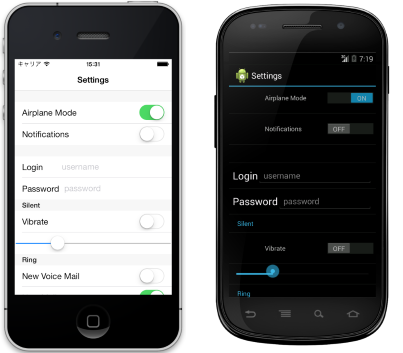 キャリア 15:31
Settings
Airplane Mode
Notifications
Login username
Password password
Silent
Vibrate
Ring
New Voice Mail
7:19
Settings
Airplane Mode ON
Notifications OFF
Login username
Password password
Silent
Vibrate OFF
Ring